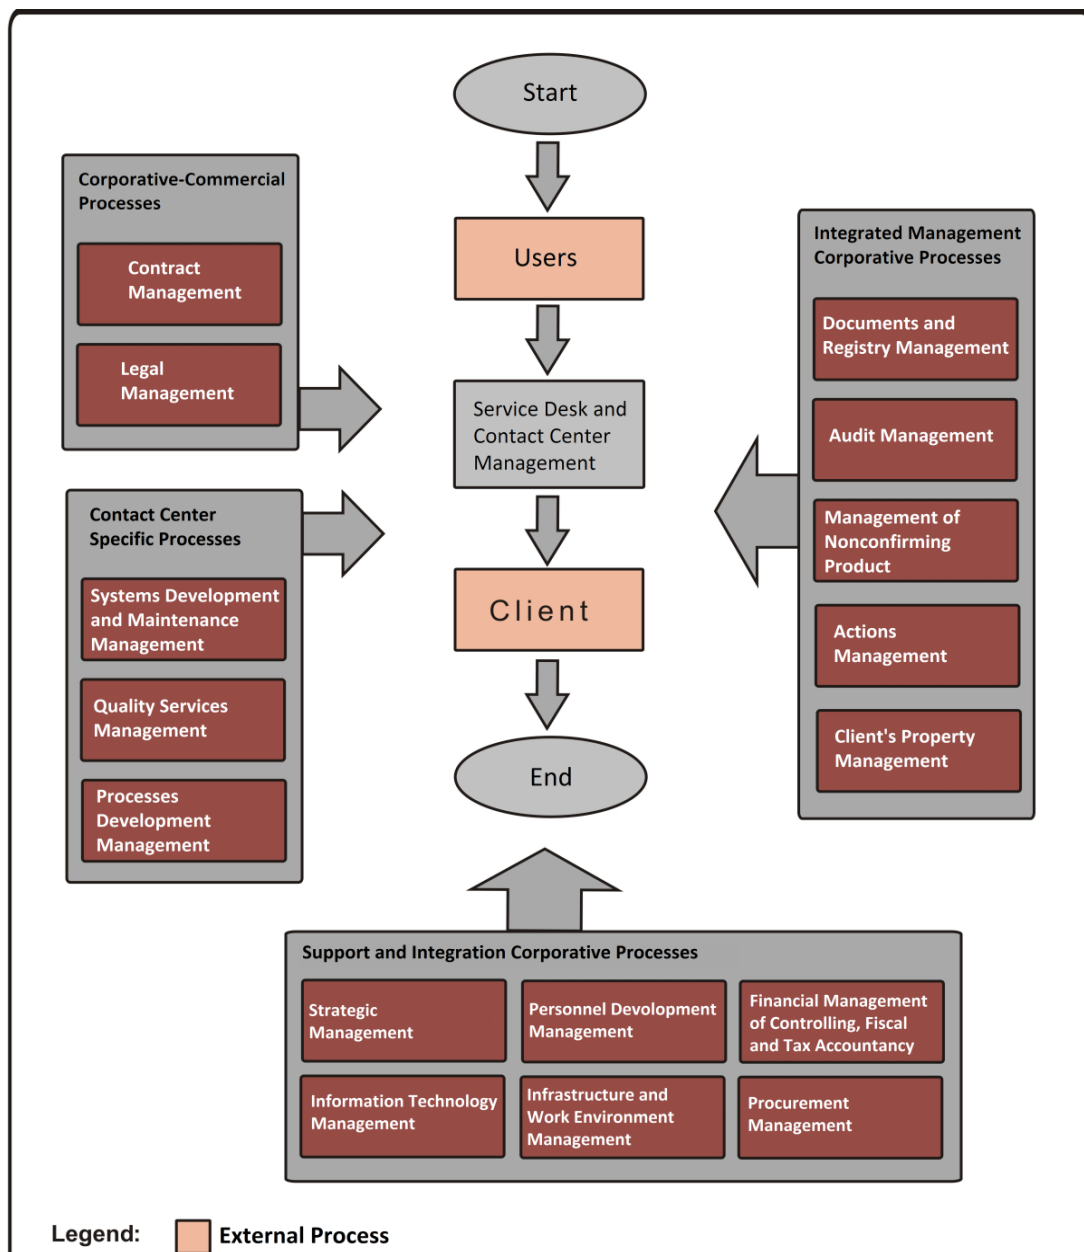 Start
Users
Service Desk and
Contact Center
Management
Client
End
Corporative-Commercial
Processes
Contract
Management
Legal
Management
Contact Center
Specific Processes
Systems Development
and Maintenance
Management
Quality Services
Management
Processes
Development
Management
Integrated Management
Corporative Processes
Documents and
Registry Management
Audit Management
Management of
Nonconfirming
Product
Actions
Management
Client's Property
Management
Support and Integration Corporative Processes
Strategic
Management
Personnel Devolopment
Management
Financial Management
of Controlling, Fiscal
and Tax Accountancy
Information Technology
Management
Infrastructure and
Work Environment
Management
Procurement
Management
Legend:
External Process